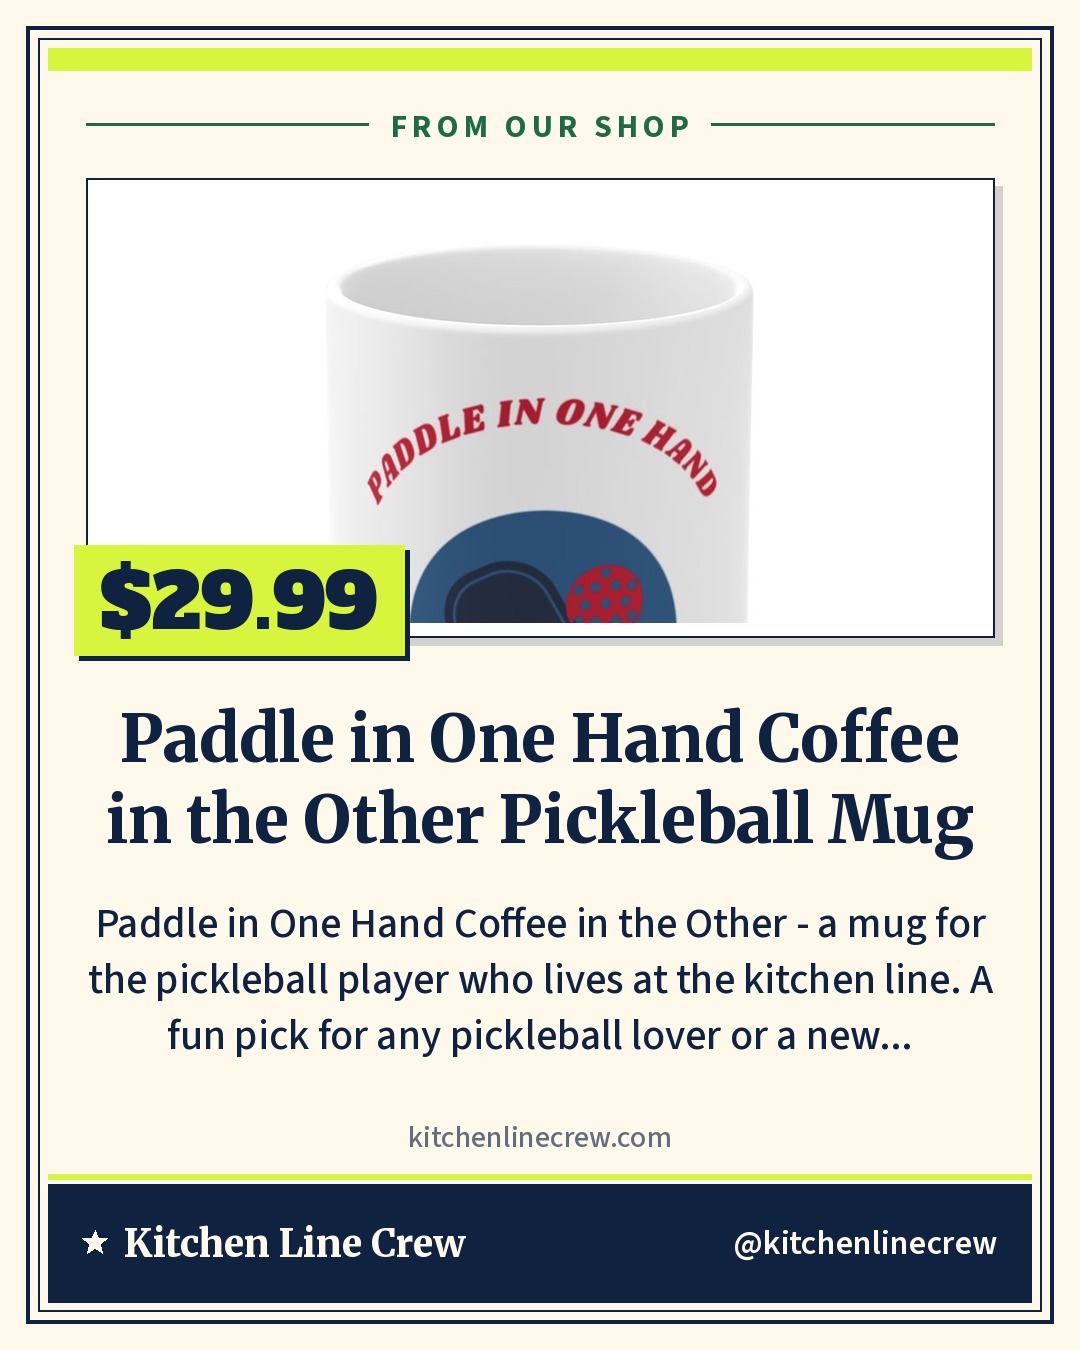 FROM OUR SHOP
PADDLE IN ONE HAND
$29.99
Paddle in One Hand Coffee
in the Other Pickleball Mug
Paddle in One Hand Coffee in the Other - a mug for
the pickleball player who lives at the kitchen line. A
fun pick for any pickleball lover or a new...
kitchenlinecrew.com
Kitchen Line Crew
@kitchenlinecrew